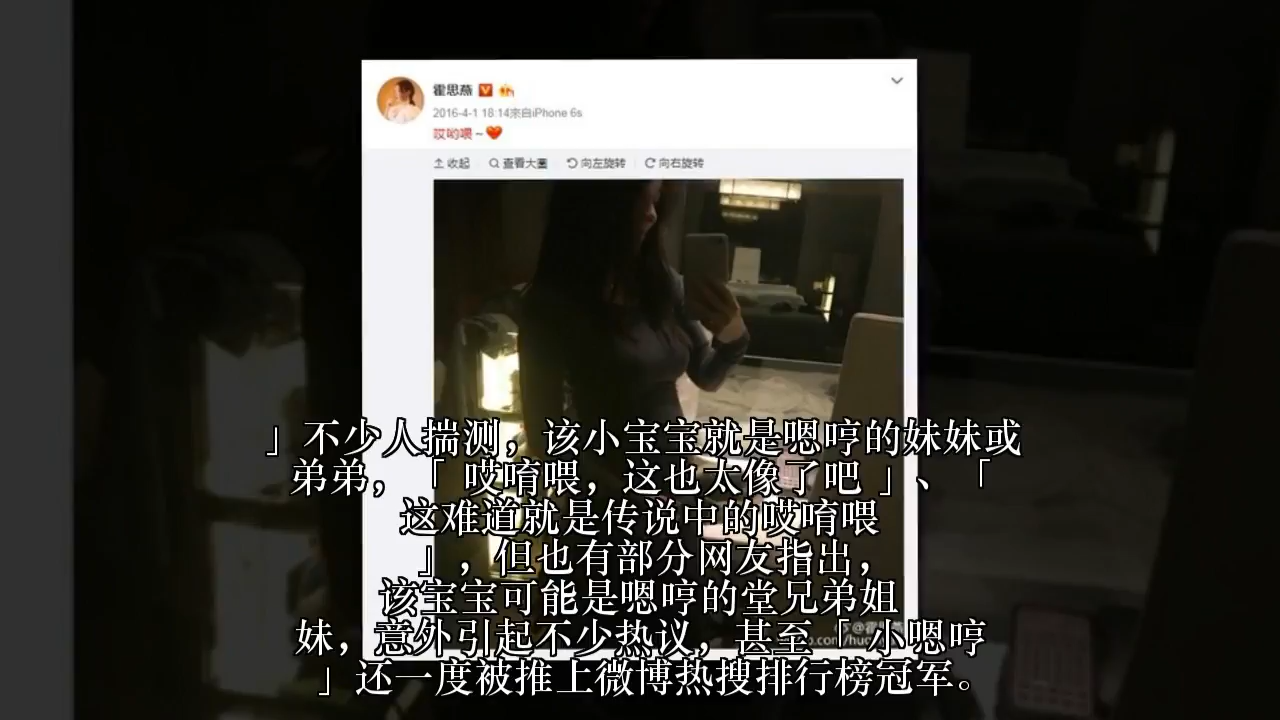 霍思燕
2016-4-1 18:14来自iPhone 6s
哎哟喂~❤
收起 查看大图 向左旋转 向右旋转
」不少人揣测，该小宝宝就是嗯哼的妹妹或
弟弟，「 哎唷喂，这也太像了吧 」、「
这难道就是传说中的哎唷喂
」，但也有部分网友指出，
该宝宝可能是嗯哼的堂兄弟姐
妹，意外引起不少热议，甚至「 小嗯哼
」还一度被推上微博热搜排行榜冠军。